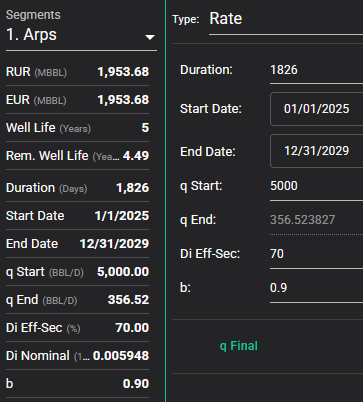 Segments
1. Arps
RUR (MBBL) 1,953.68
EUR (MBBL) 1,953.68
Well Life (Years) 5
Rem. Well Life (Yea... 4.49
Duration (Days) 1,826
Start Date 1/1/2025
End Date 12/31/2029
q Start (BBL/D) 5,000.00
q End (BBL/D) 356.52
Di Eff-Sec (%) 70.00
Di Nominal (1... 0.005948
b 0.90
Type: Rate
Duration: 1826
Start Date: 01/01/2025
End Date: 12/31/2029
q Start: 5000
q End: 356.523827
Di Eff-Sec: 70
b: 0.9
q Final